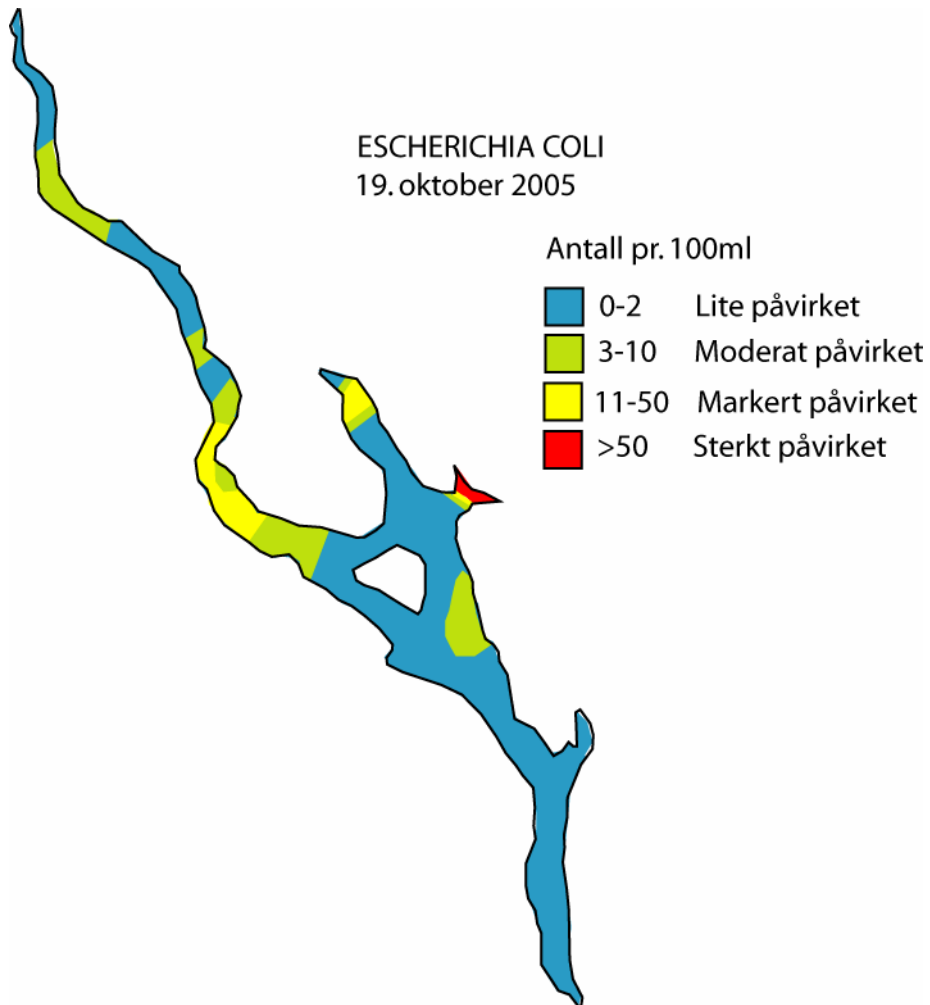 ESCHERICHIA COLI
19. oktober 2005
Antall pr. 100ml
0-2 Lite påvirket
3-10 Moderat påvirket
11-50 Markert påvirket
>50 Sterkt påvirket